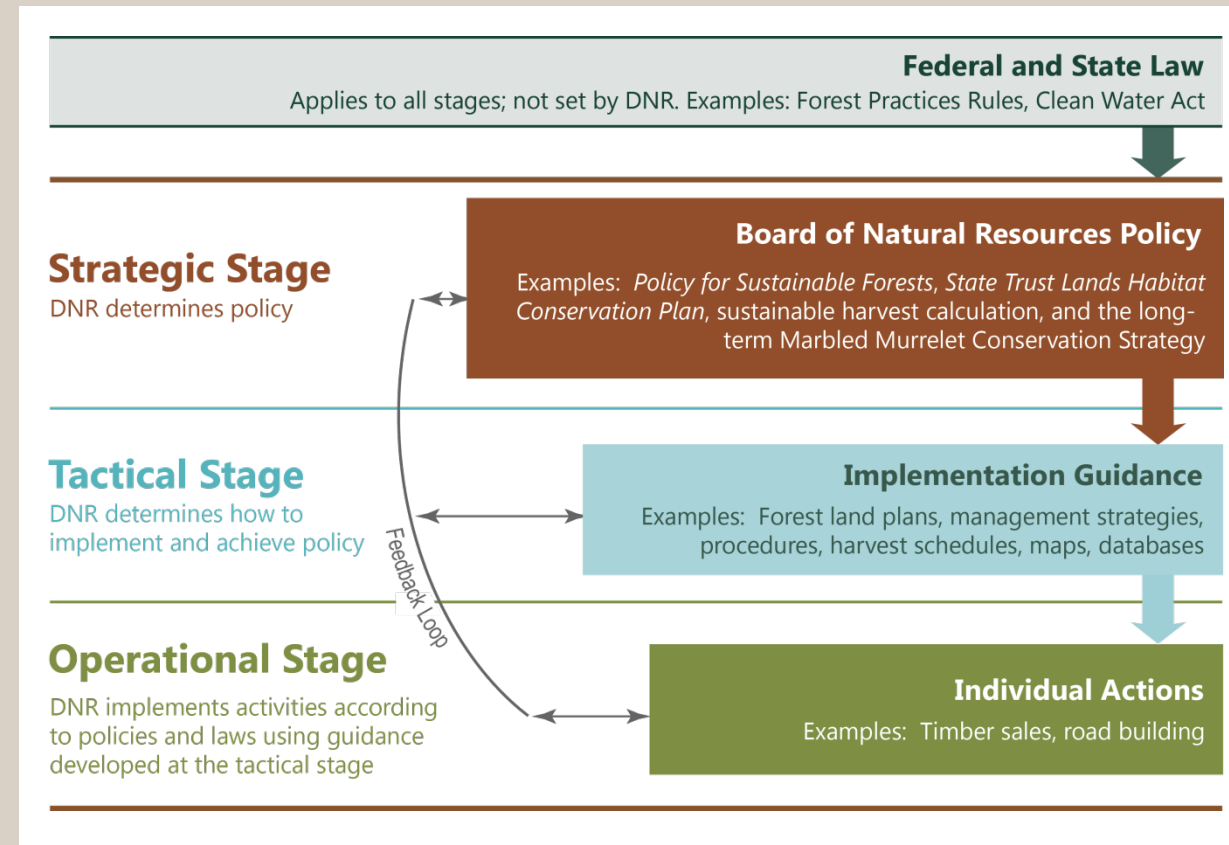 Federal and State Law
Applies to all stages; not set by DNR. Examples: Forest Practices Rules, Clean Water Act
Strategic Stage
DNR determines policy
Board of Natural Resources Policy
Examples: Policy for Sustainable Forests, State Trust Lands Habitat
Conservation Plan, sustainable harvest calculation, and the long-
term Marbled Murrelet Conservation Strategy
Tactical Stage
DNR determines how to
implement and achieve policy
Implementation Guidance
Examples: Forest land plans, management strategies,
procedures, harvest schedules, maps, databases
Feedback Loop
Operational Stage
DNR implements activities according
to policies and laws using guidance
developed at the tactical stage
Individual Actions
Examples: Timber sales, road building